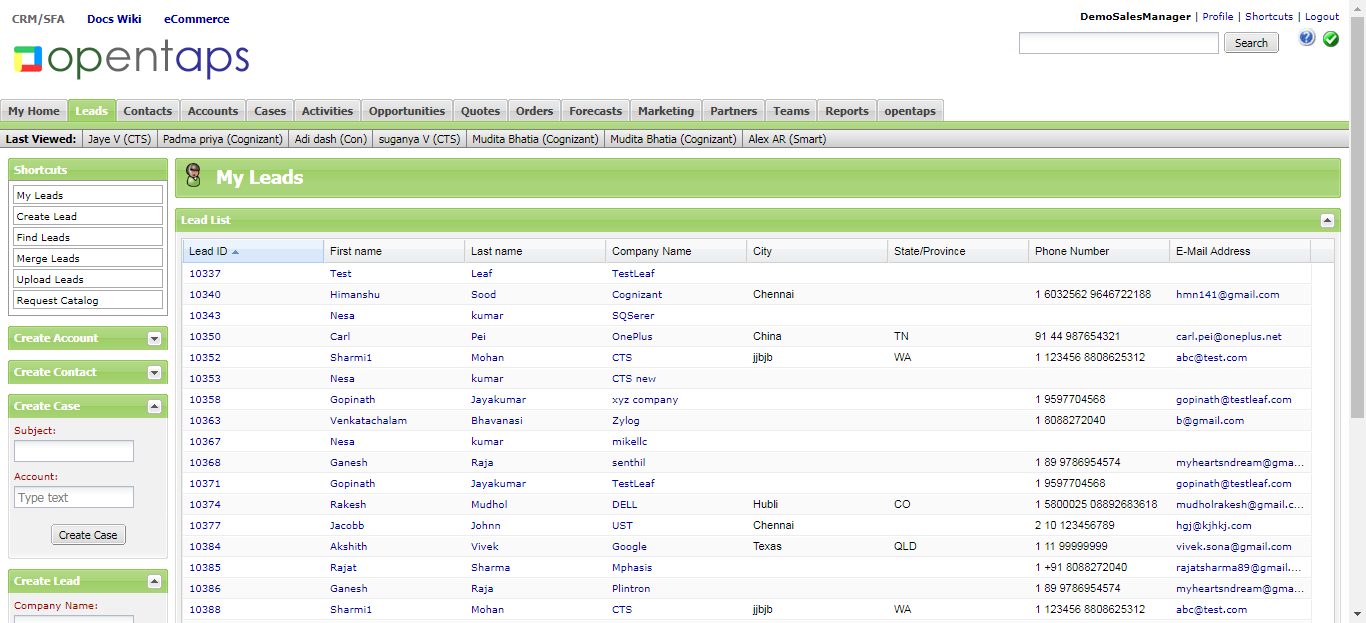 CRM/SFA Docs Wiki eCommerce
DemoSalesManager | Profile | Shortcuts | Logout
opentaps
Search
My Home Leads Contacts Accounts Cases Activities Opportunities Quotes Orders Forecasts Marketing Partners Teams Reports opentaps
Last Viewed: Jaye V (CTS) Padma priya (Cognizant) Adi dash (Con) suganya V (CTS) Mudita Bhatia (Cognizant) Mudita Bhatia (Cognizant) Alex AR (Smart)
Shortcuts
My Leads
Create Lead
Find Leads
Merge Leads
Upload Leads
Request Catalog
Create Account
Create Contact
Create Case
Subject:
Account:
Type text
Create Case
Create Lead
Company Name:
My Leads
Lead List
Lead ID First name Last name Company Name City State/Province Phone Number E-Mail Address
10337 Test Leaf TestLeaf
10340 Himanshu Sood Cognizant Chennai 1 6032562 9646722188 hmn141@gmail.com
10343 Nesa kumar SQSerer
10350 Carl Pei OnePlus China TN 91 44 987654321 carl.pei@oneplus.net
10352 Sharmi1 Mohan CTS jjbjb WA 1 123456 8808625312 abc@test.com
10353 Nesa kumar CTS new
10358 Gopinath Jayakumar xyz company 1 9597704568 gopinath@testleaf.com
10363 Venkatachalam Bhavanasi Zylog 1 8088272040 b@gmail.com
10367 Nesa kumar mikellc
10368 Ganesh Raja senthil 1 89 9786954574 myheartsndream@gma...
10371 Gopinath Jayakumar TestLeaf 1 9597704568 gopinath@testleaf.com
10374 Rakesh Mudhol DELL Hubli CO 1 5800025 08892683618 mudholrakesh@gmail.c...
10377 Jacobb Johnn UST Chennai 2 10 123456789 hgj@kjhkj.com
10384 Akshith Vivek Google Texas QLD 1 11 99999999 vivek.sona@gmail.com
10385 Rajat Sharma Mphasis 1 +91 8088272040 rajatsharma89@gmail....
10386 Ganesh Raja Plintron 1 89 9786954574 myheartsndream@gma...
10388 Sharmi1 Mohan CTS jjbjb WA 1 123456 8808625312 abc@test.com